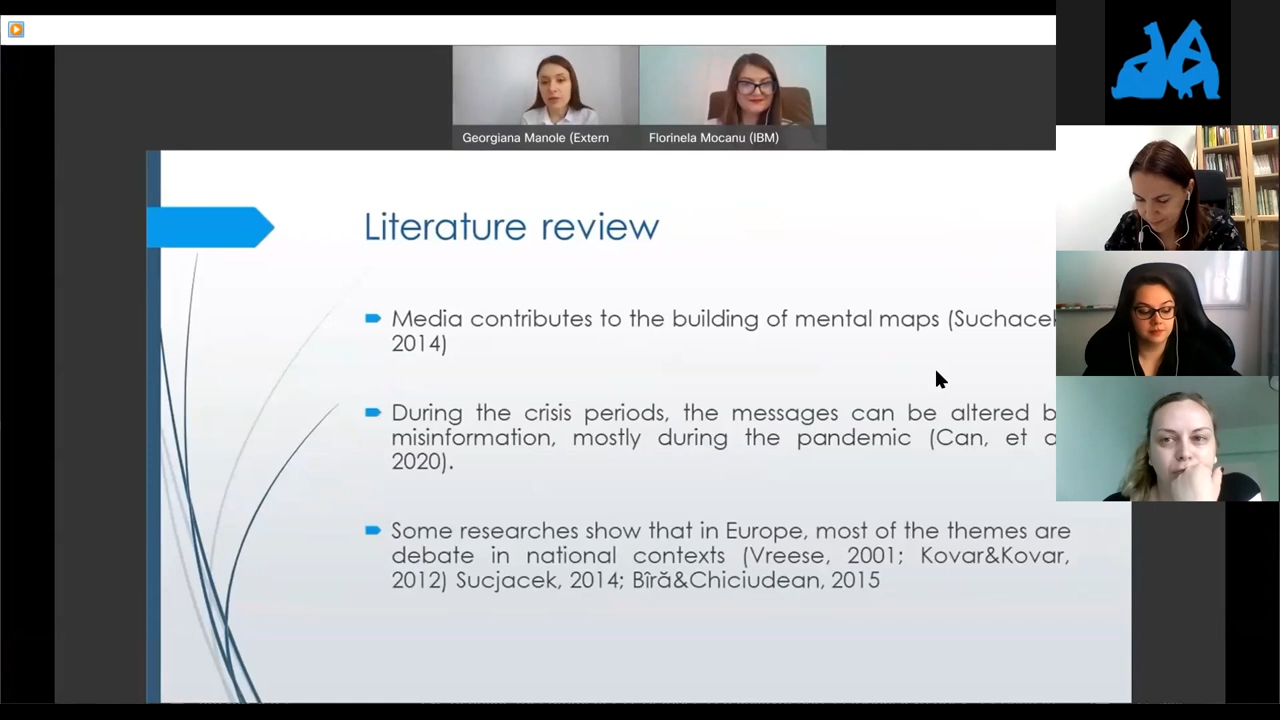 Georgiana Manole (Extern
Florinela Mocanu (IBM)
Literature review
Media contributes to the building of mental maps (Suchacek
2014)
During the crisis periods, the messages can be altered b
misinformation, mostly during the pandemic (Can, et a
2020).
Some researches show that in Europe, most of the themes are
debate in national contexts (Vreese, 2001; Kovar&Kovar,
2012) Sucjacek, 2014; Bîră&Chiciudean, 2015